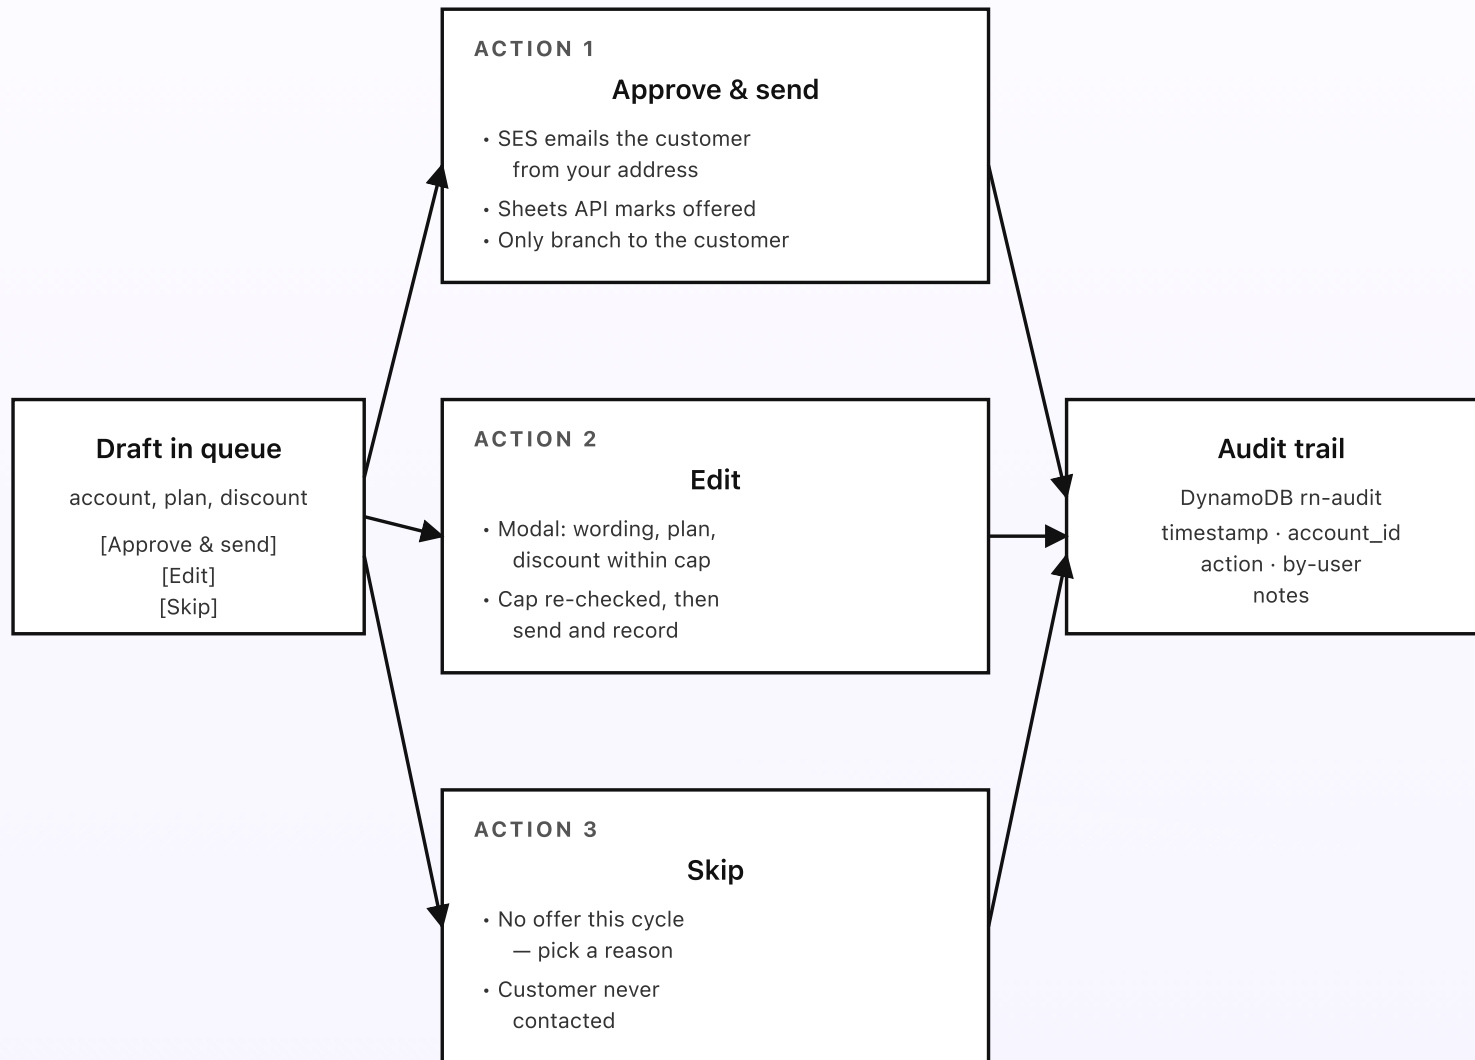 ACTION 1
Approve & send
• SES emails the customer
from your address
• Sheets API marks offered
• Only branch to the customer
Draft in queue
account, plan, discount
[Approve & send]
[Edit]
[Skip]
ACTION 2
Edit
• Modal: wording, plan,
discount within cap
• Cap re-checked, then
send and record
Audit trail
DynamoDB rn-audit
timestamp · account_id
action · by-user
notes
ACTION 3
Skip
• No offer this cycle
— pick a reason
• Customer never
contacted